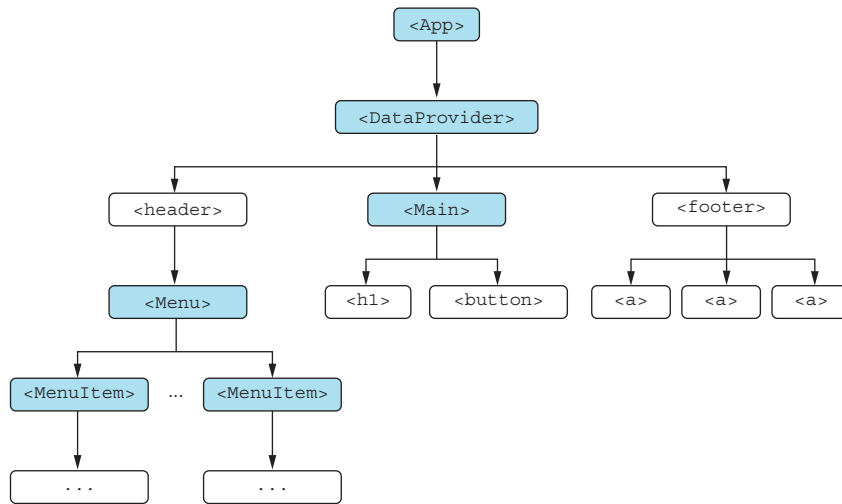 <App>
<DataProvider>
<header> <Main> <footer>
<Menu> <h1> <button> <a> <a> <a>
<MenuItem> ... <MenuItem>
... ...